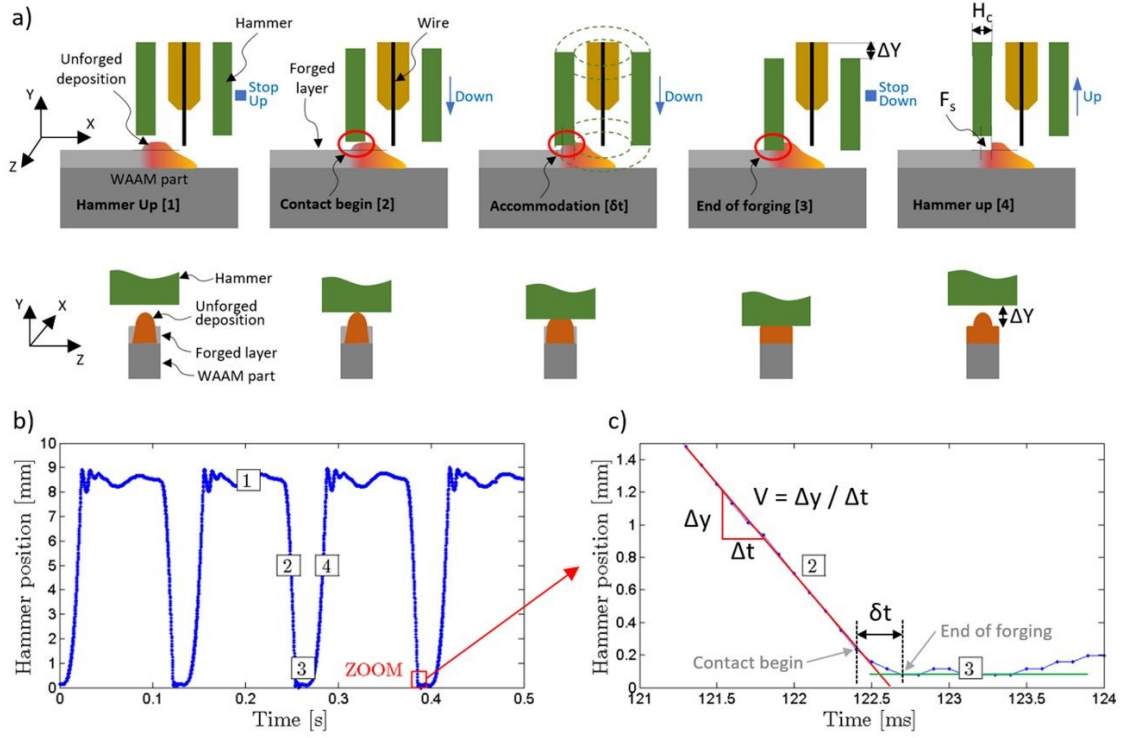 a)
Hammer
Wire
H_c
Unforged
deposition
Stop
Up
Forged
layer
Down
Down
ΔY
Stop
Down
Up
F_s
Y
X
Z
WAAM part
Hammer Up [1]
Contact begin [2]
Accommodation [δt]
End of forging [3]
Hammer up [4]
Y
X
Z
Hammer
Unforged
deposition
Forged layer
WAAM part
ΔY
b)
Hammer position [mm]
10
9
8
7
6
5
4
3
2
1
0
1
2
4
3
ZOOM
0
0.1
0.2
0.3
0.4
0.5
Time [s]
c)
Hammer position [mm]
1.4
1.2
1
0.8
0.6
0.4
0.2
0
V = Δy / Δt
Δy
Δt
2
δt
End of forging
Contact begin
3
121
121.5
122
122.5
123
123.5
124
Time [ms]